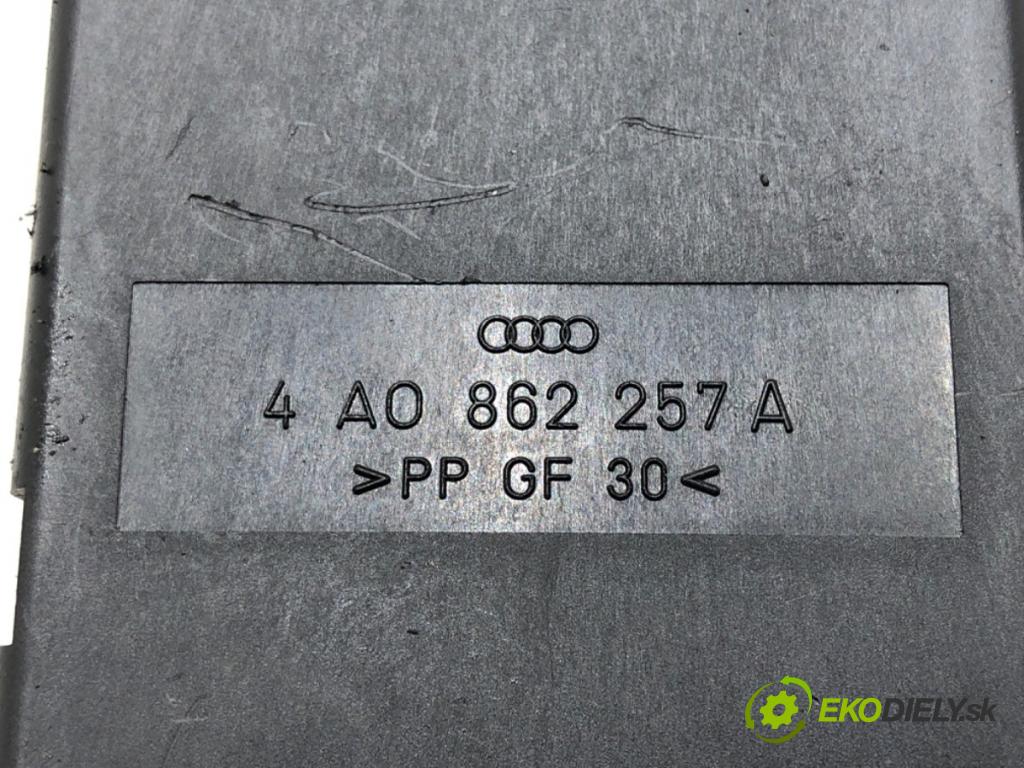 4 A0 862 257 A
>PP GF 30<
EKODIELY.sk